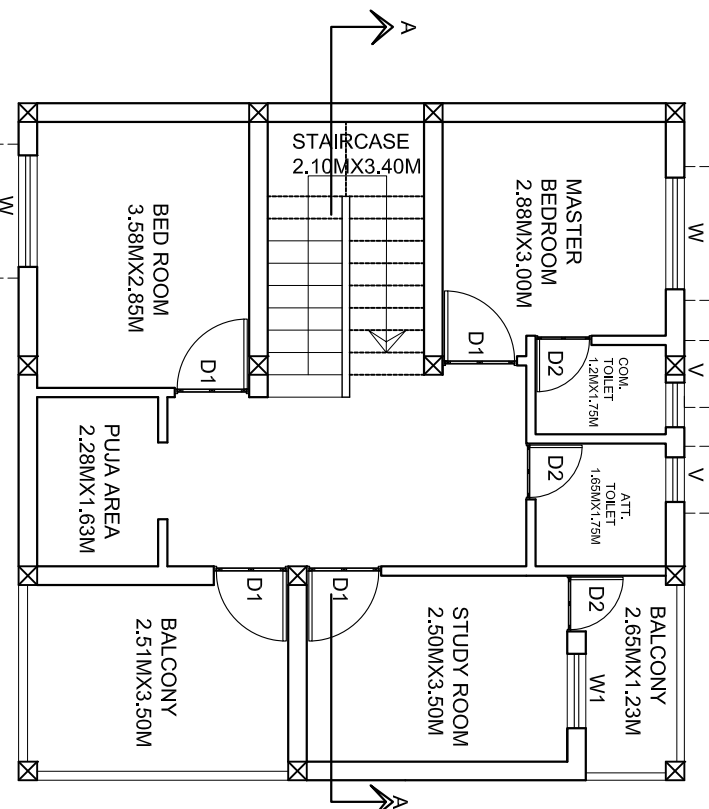 A
STAIRCASE
2.10MX3.40M
MASTER
BEDROOM
2.88MX3.00M
W
BED ROOM
3.58MX2.85M
W
D1
D1
D2
COM.
TOILET
1.2MX1.75M
V
D2
ATT.
TOILET
1.65MX1.75M
V
PUJA AREA
2.28MX1.63M
D1
D1
D2
BALCONY
2.51MX3.50M
STUDY ROOM
2.50MX3.50M
W1
BALCONY
2.65MX1.23M
A